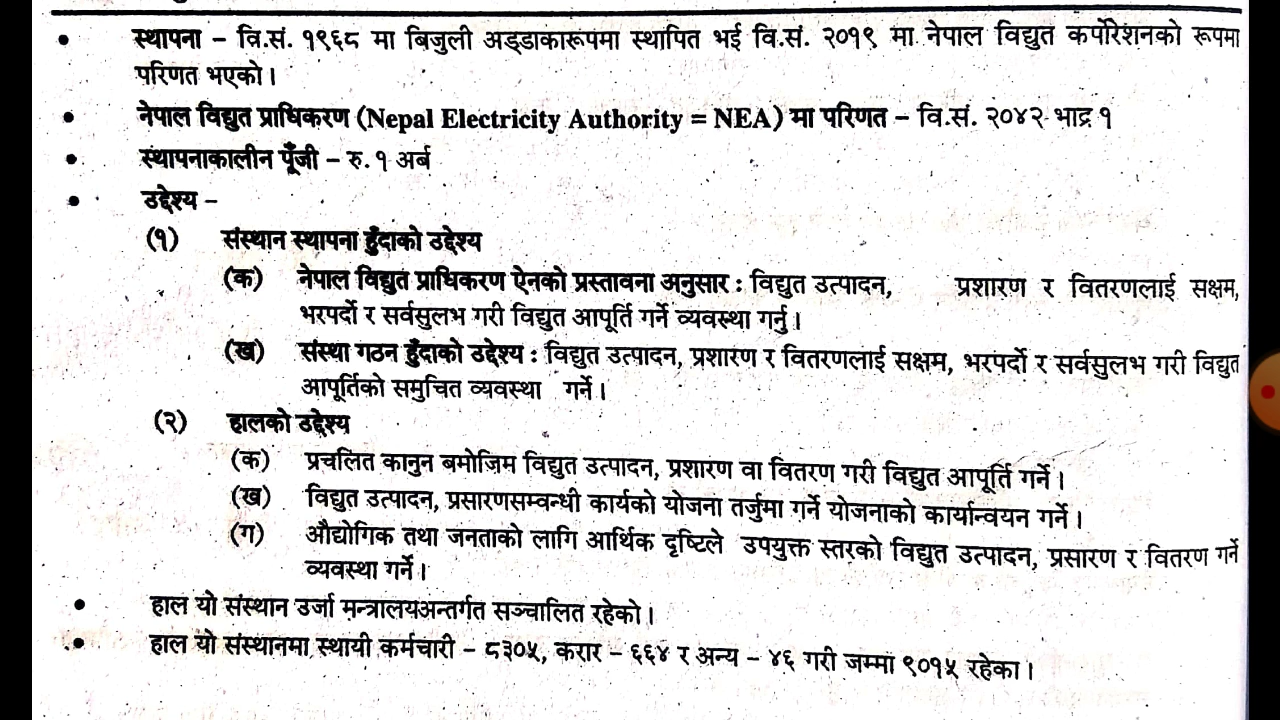 • स्थापना – वि.सं. १९६८ मा बिजुली अड्डाकारूपमा स्थापित भई वि.सं. २०१९ मा नेपाल विद्युत कर्पोरेशनको रूपमा
परिणत भएको।
• नेपाल विद्युत प्राधिकरण (Nepal Electricity Authority = NEA) मा परिणत – वि.सं. २०४२ भाद्र १
• स्थापनाकालीन पूँजी – रु. १ अर्ब
• उद्देश्य –
(१) संस्थान स्थापना हुँदाको उद्देश्य
(क) नेपाल विद्युत प्राधिकरण ऐनको प्रस्तावना अनुसार : विद्युत उत्पादन, प्रशारण र वितरणलाई सक्षम,
भरपर्दो र सर्वसुलभ गरी विद्युत आपूर्ति गर्ने व्यवस्था गर्नु।
(ख) संस्था गठन हुँदाको उद्देश्य : विद्युत उत्पादन, प्रशारण र वितरणलाई सक्षम, भरपर्दो र सर्वसुलभ गरी विद्युत
आपूर्तिको समुचित व्यवस्था गर्ने।
(२) हालको उद्देश्य
(क) प्रचलित कानुन बमोजिम विद्युत उत्पादन, प्रशारण वा वितरण गरी विद्युत आपूर्ति गर्ने।
(ख) विद्युत उत्पादन, प्रसारणसम्वन्धी कार्यको योजना तर्जुमा गर्ने योजनाको कार्यान्वयन गर्ने।
(ग) औद्योगिक तथा जनताको लागि आर्थिक दृष्टिले उपयुक्त स्तरको विद्युत उत्पादन, प्रसारण र वितरण गर्ने
व्यवस्था गर्ने।
• हाल यो संस्थान उर्जा मन्त्रालयअन्तर्गत सञ्चालित रहेको।
• हाल यो संस्थानमा स्थायी कर्मचारी – ८३०५, करार – ६६४ र अन्य – ४६ गरी जम्मा ९०१५ रहेका।